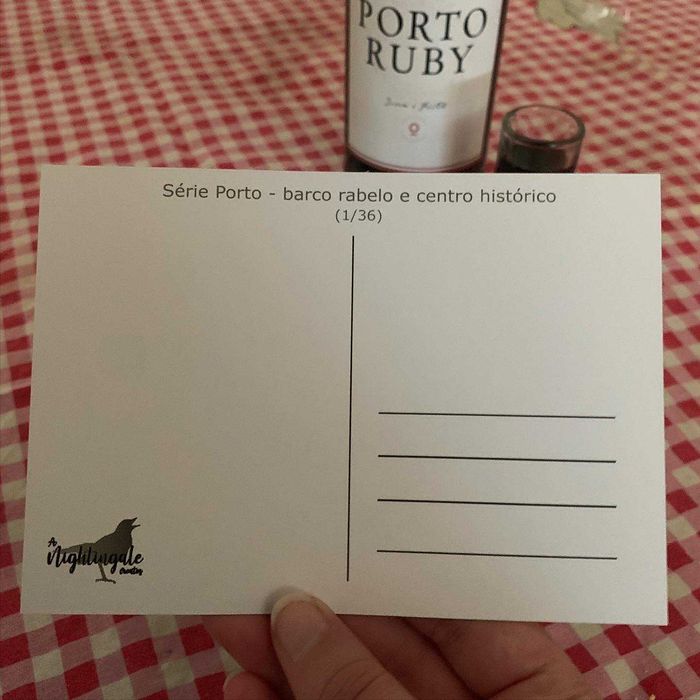 PORTO
RUBY
Série Porto - barco rabelo e centro histórico
(1/36)
A
Nightingale